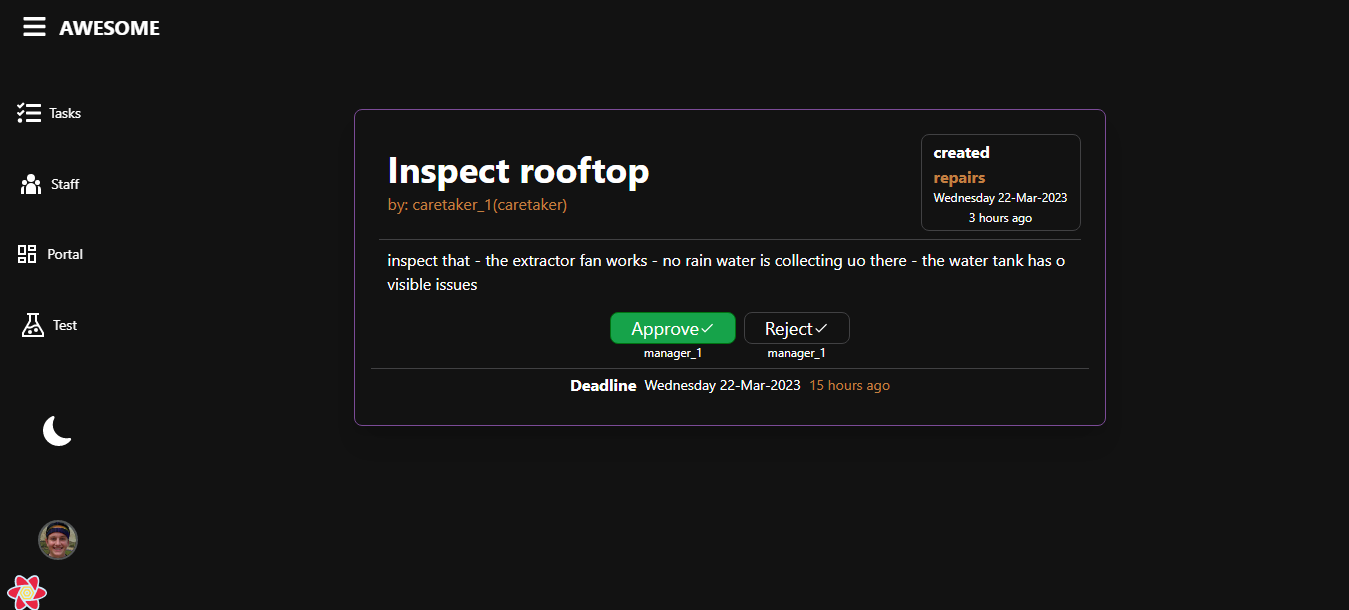 AWESOME
Tasks
Staff
Portal
Test
Inspect rooftop
by: caretaker_1(caretaker)
created
repairs
Wednesday 22-Mar-2023
3 hours ago
inspect that - the extractor fan works - no rain water is collecting uo there - the water tank has o
visible issues
Approve
Reject
manager_1
manager_1
Deadline Wednesday 22-Mar-2023 15 hours ago